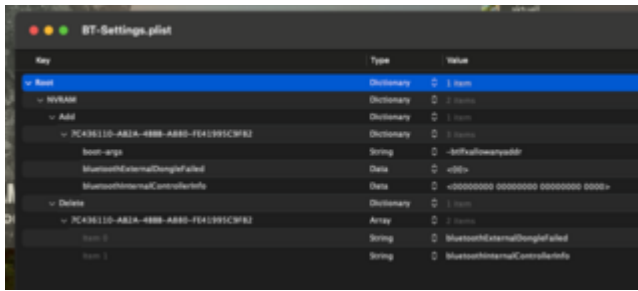 BT-Settings.plist
Key Type Value
Root Dictionary 1 item
NVRAM Dictionary 2 items
Add Dictionary 1 item
7C436110-AB2A-4BBB-A880-FE41995C9F82 Dictionary 3 items
boot-args String -btlfxallowanyaddr
bluetoothExternalDongleFailed Data <00>
bluetoothInternalControllerInfo Data <00000000 00000000 00000000 0000>
Delete Dictionary 1 item
7C436110-AB2A-4BBB-A880-FE41995C9F82 Array 2 items
Item 0 String bluetoothExternalDongleFailed
Item 1 String bluetoothInternalControllerInfo